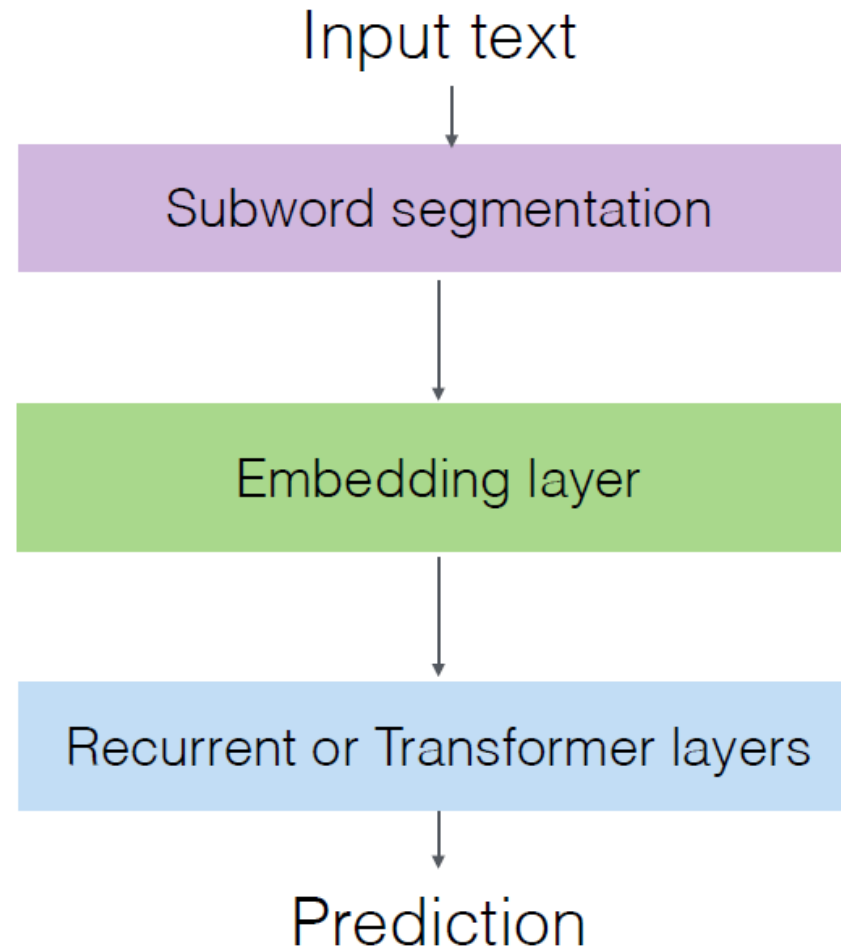 Input text
Subword segmentation
Embedding layer
Recurrent or Transformer layers
Prediction